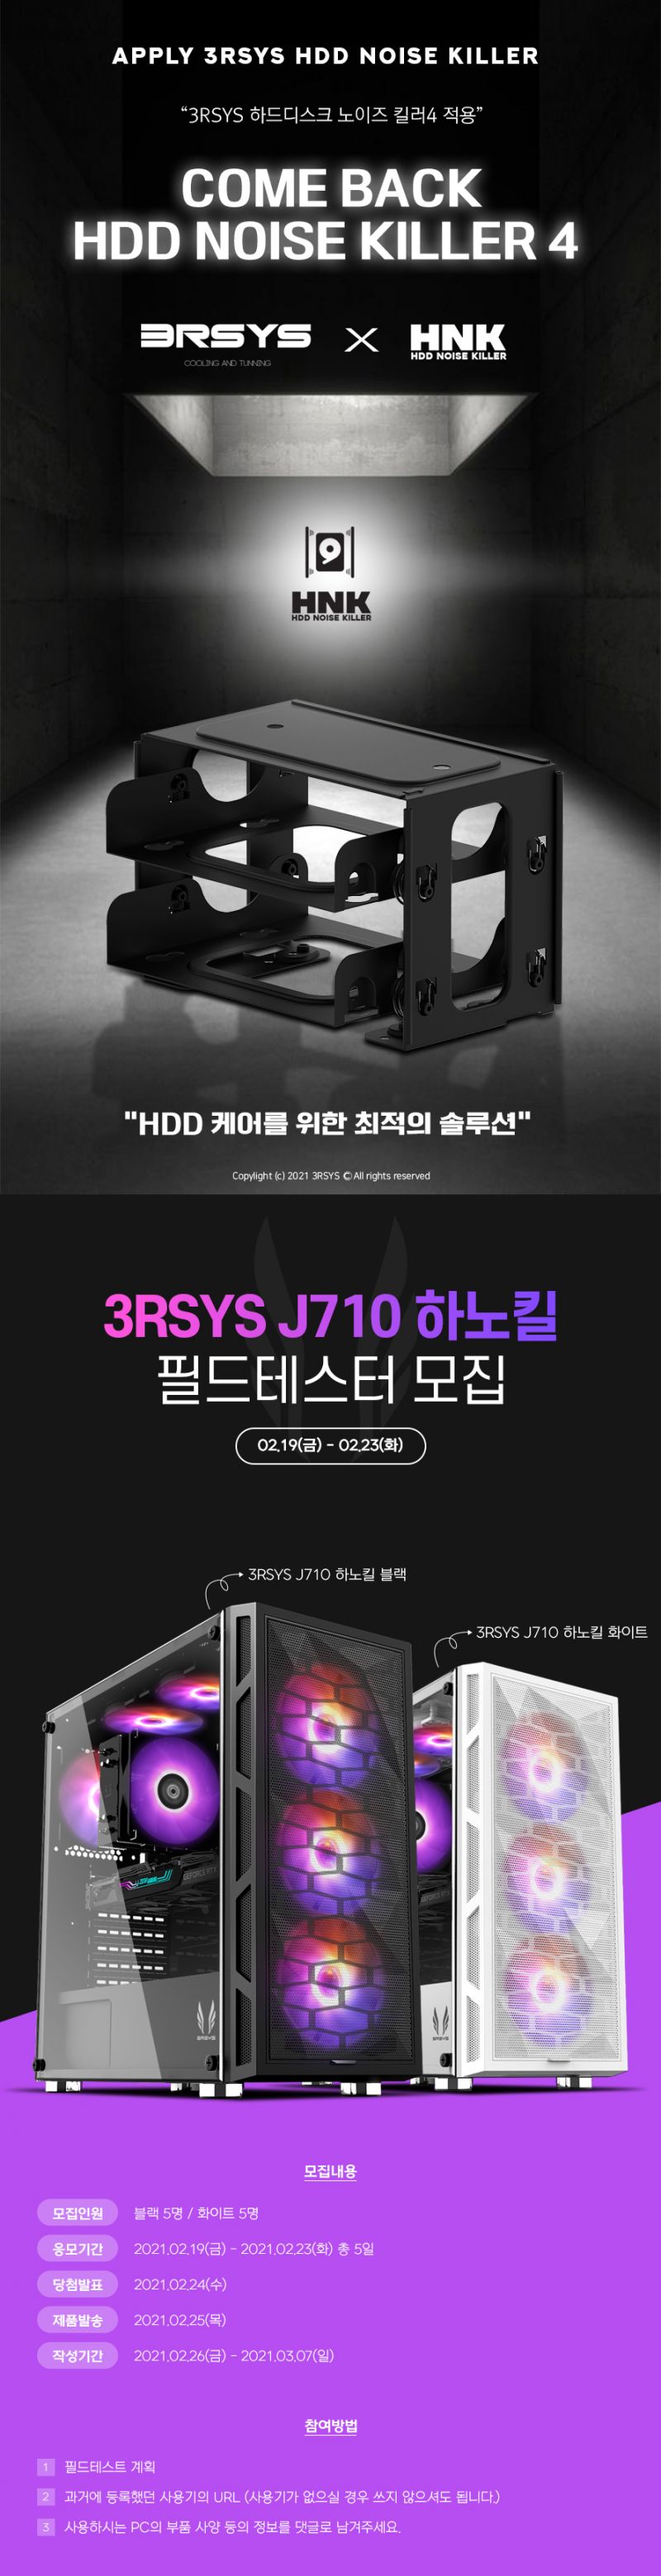 APPLY 3RSYS HDD NOISE KILLER
“3RSYS 하드디스크 노이즈 킬러4 적용”
COME BACK
HDD NOISE KILLER 4
3RSYS X HNK
COOLING AND TUNNING HDD NOISE KILLER
HNK
HDD NOISE KILLER
"HDD 케어를 위한 최적의 솔루션"
Copylight (c) 2021 3RSYS © All rights reserved
3RSYS J710 하노킬
필드테스터 모집
02.19(금) - 02.23(화)
3RSYS J710 하노킬 블랙
3RSYS J710 하노킬 화이트
GEFORCE RTX
3RSYS
3RSYS
모집내용
모집인원 블랙 5명 / 화이트 5명
응모기간 2021.02.19(금) - 2021.02.23(화) 총 5일
당첨발표 2021.02.24(수)
제품발송 2021.02.25(목)
작성기간 2021.02.26(금) - 2021.03.07(일)
참여방법
1 필드테스트 계획
2 과거에 등록했던 사용기의 URL (사용기가 없으실 경우 쓰지 않으셔도 됩니다.)
3 사용하시는 PC의 부품 사양 등의 정보를 댓글로 남겨주세요.